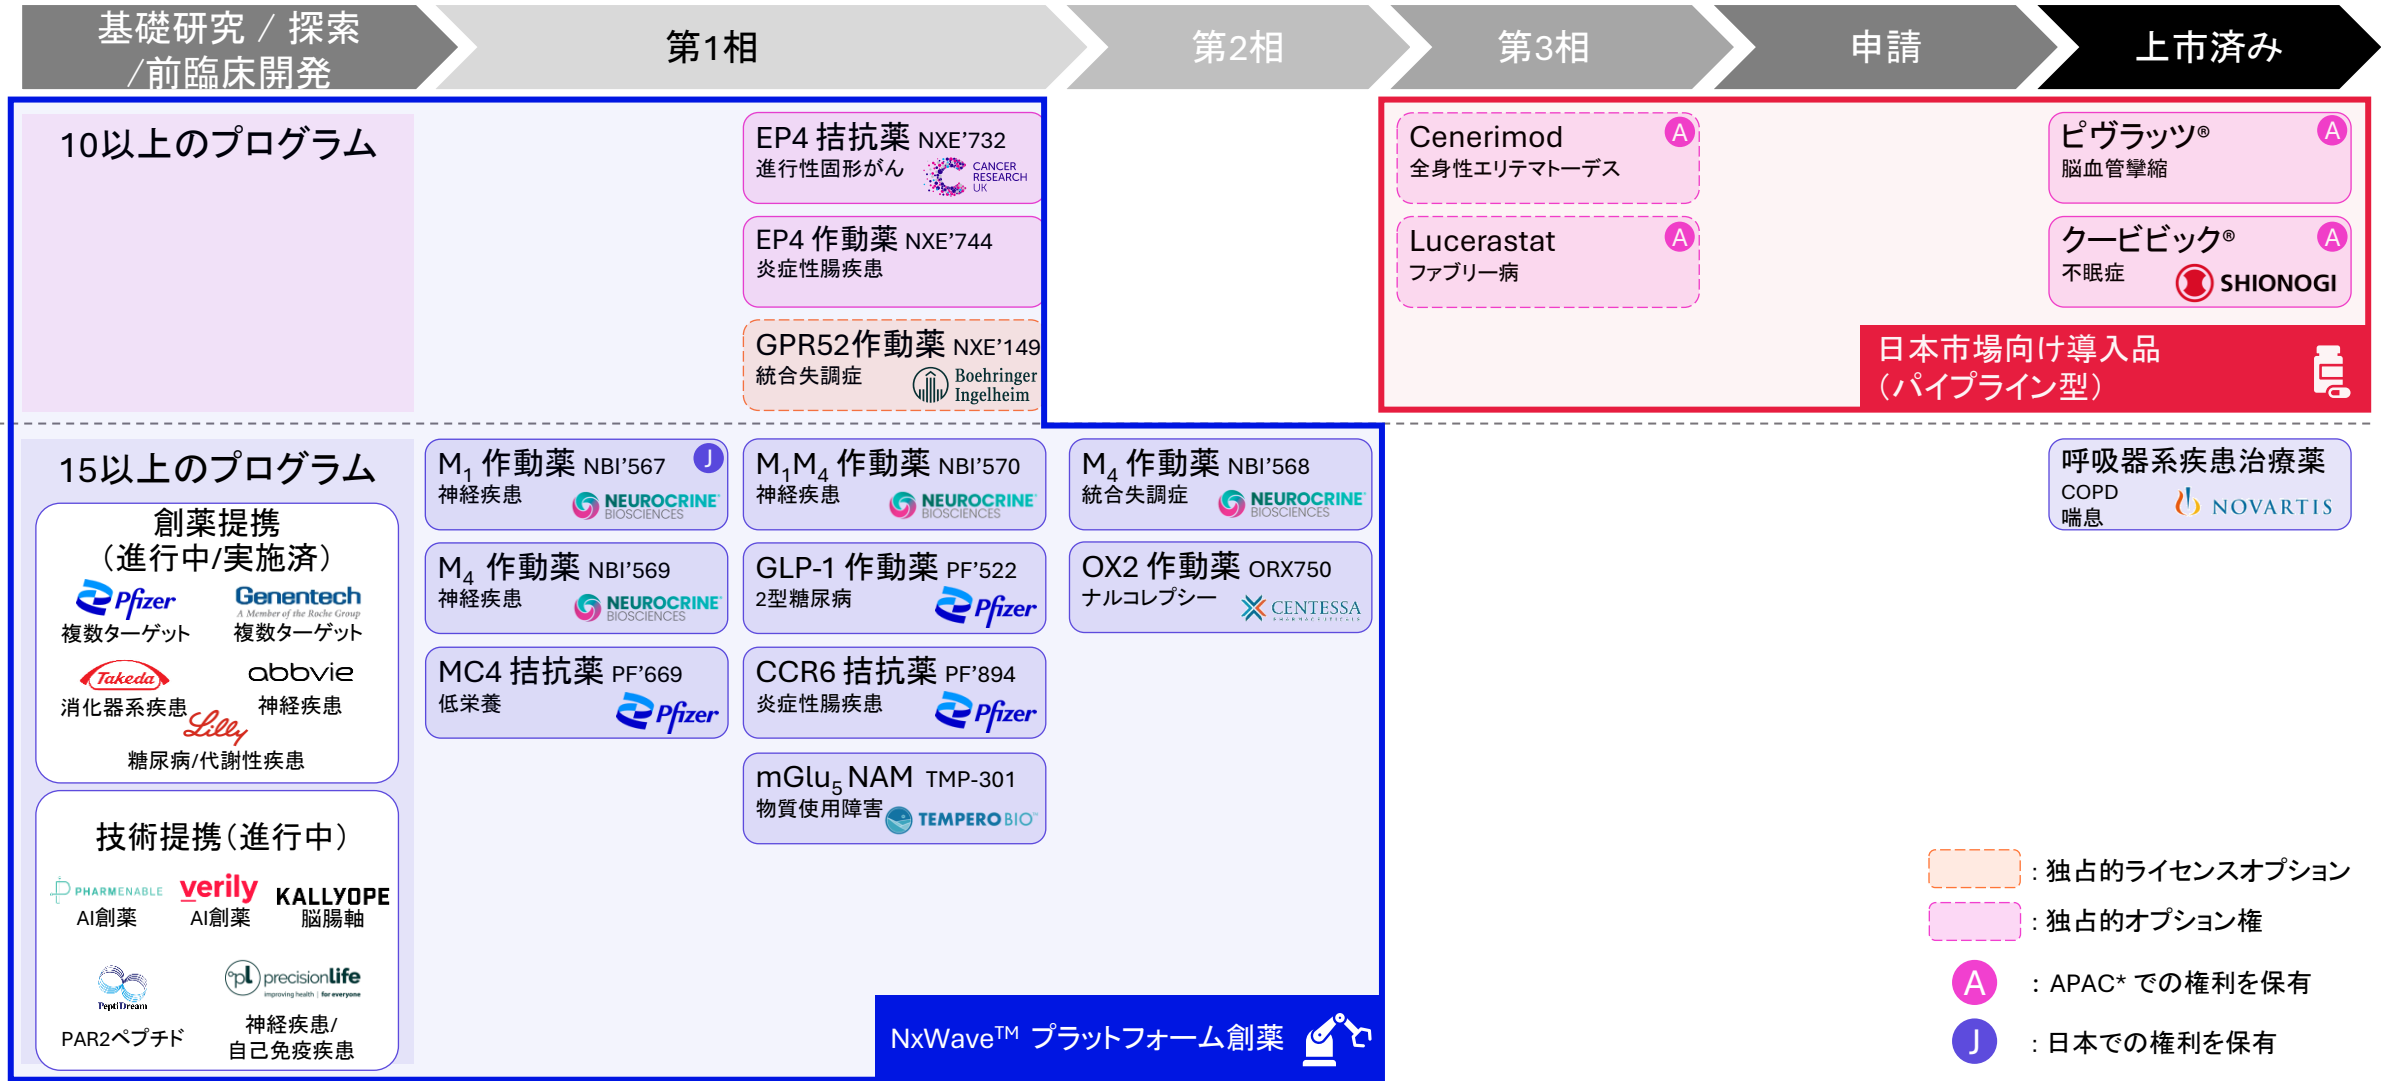 基礎研究 / 探索
/前臨床開発
第1相
第2相
第3相
申請
上市済み
10以上のプログラム
EP4 拮抗薬 NXE’732
進行性固形がん
CANCER
RESEARCH
UK
EP4 作動薬 NXE’744
炎症性腸疾患
GPR52作動薬 NXE’149
統合失調症
Boehringer
Ingelheim
Cenerimod
A
全身性エリテマトーデス
Lucerastat
A
ファブリー病
ピヴラッツ®
A
脳血管攣縮
クービビック®
A
不眠症
SHIONOGI
日本市場向け導入品
（パイプライン型）
15以上のプログラム
創薬提携
（進行中/実施済）
Pfizer
複数ターゲット
Genentech
A Member of the Roche Group
複数ターゲット
Takeda
消化器系疾患
abbvie
神経疾患
Lilly
糖尿病/代謝性疾患
技術提携（進行中）
PHARMENABLE
AI創薬
verily
AI創薬
KALLYOPE
脳腸軸
PeptiDream
PAR2ペプチド
pl precisionlife
improving health | for everyone
神経疾患/
自己免疫疾患
M₁ 作動薬 NBI’567
J
神経疾患
NEUROCRINE
BIOSCIENCES
M₄ 作動薬 NBI’569
神経疾患
NEUROCRINE
BIOSCIENCES
MC4 拮抗薬 PF’669
低栄養
Pfizer
M₁M₄ 作動薬 NBI’570
神経疾患
NEUROCRINE
BIOSCIENCES
GLP-1 作動薬 PF’522
2型糖尿病
Pfizer
CCR6 拮抗薬 PF’894
炎症性腸疾患
Pfizer
mGlu₅ NAM TMP-301
物質使用障害
TEMPERO BIO™
M₄ 作動薬 NBI’568
統合失調症
NEUROCRINE
BIOSCIENCES
OX2 作動薬 ORX750
ナルコレプシー
CENTESSA
PHARMACEUTICALS
呼吸器系疾患治療薬
COPD
喘息
NOVARTIS
NxWave™ プラットフォーム創薬
: 独占的ライセンスオプション
: 独占的オプション権
A : APAC* での権利を保有
J : 日本での権利を保有